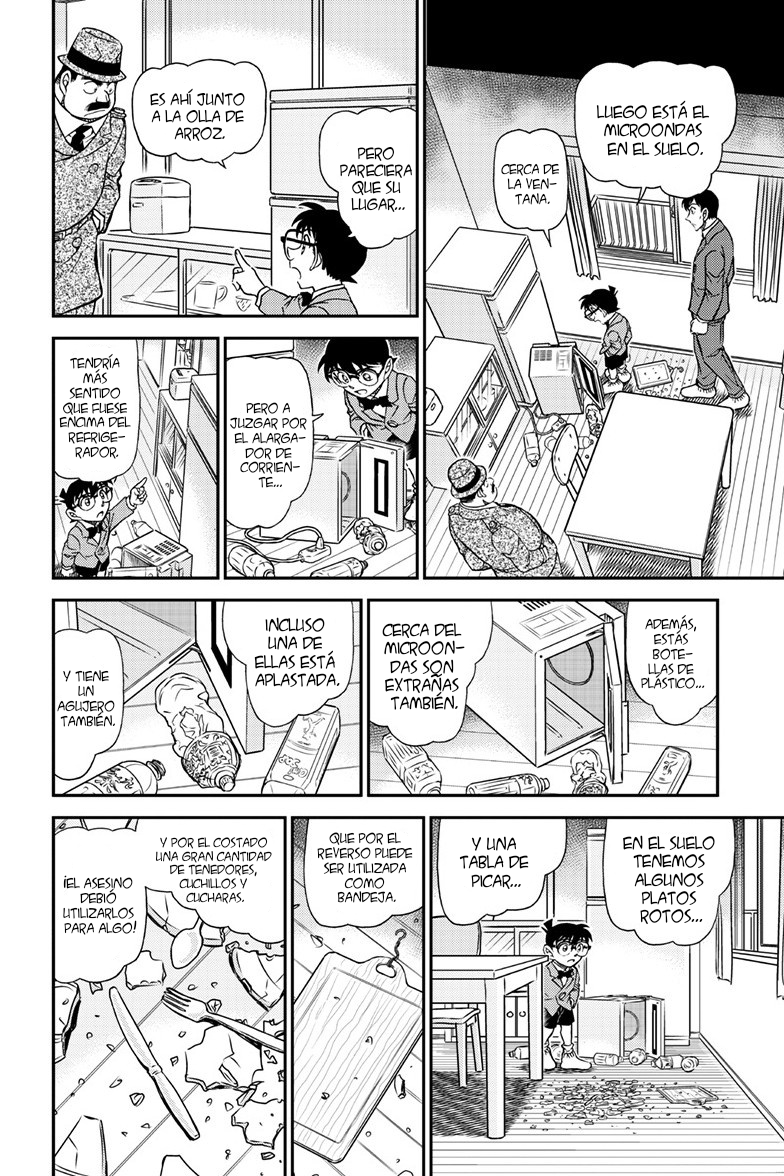 LUEGO ESTÁ EL
MICROONDAS
EN EL SUELO.
CERCA DE
LA VEN-
TANA.
PERO
PARECIERA
QUE SU
LUGAR...
ES AHÍ JUNTO
A LA OLLA DE
ARROZ.
PERO A
JUZGAR POR
EL ALARGA-
DOR DE
CORRIEN-
TE...
TENDRÍA
MÁS
SENTIDO
QUE FUESE
ENCIMA DEL
REFRIGE-
RADOR.
ADEMÁS,
ESTÁS
BOTE-
LLAS DE
PLÁSTICO...
CERCA DEL
MICROON-
DAS SON
EXTRAÑAS
TAMBIÉN.
INCLUSO
UNA DE
ELLAS ESTÁ
APLASTADA.
Y TIENE
UN
AGUJERO
TAMBIÉN.
EN EL SUELO
TENEMOS
ALGUNOS
PLATOS
ROTOS...
Y UNA
TABLA DE
PICAR...
QUE POR EL
REVERSO PUEDE
SER UTILIZADA
COMO
BANDEJA.
Y POR EL COSTADO
UNA GRAN CANTIDAD
DE TENEDORES,
CUCHILLOS Y
CUCHARAS.
¡EL ASESINO
DEBIÓ
UTILIZARLOS
PARA ALGO!